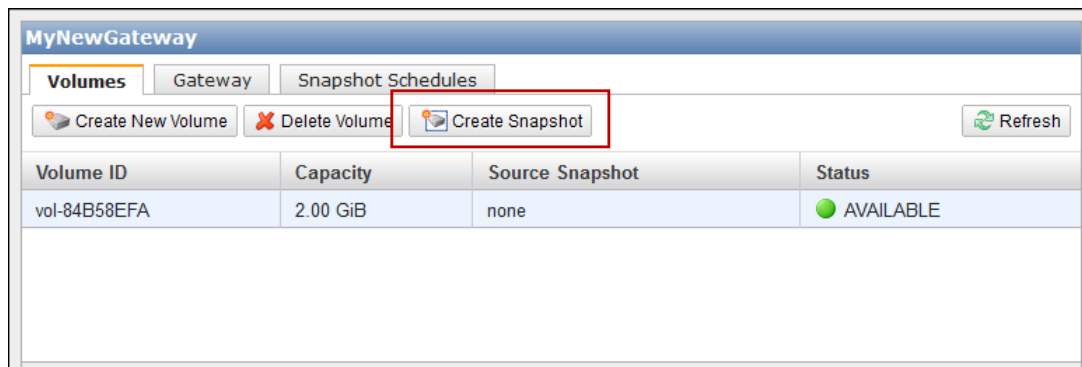 MyNewGateway
Volumes Gateway Snapshot Schedules
Create New Volume Delete Volume Create Snapshot Refresh
Volume ID Capacity Source Snapshot Status
vol-84B58EFA 2.00 GiB none AVAILABLE